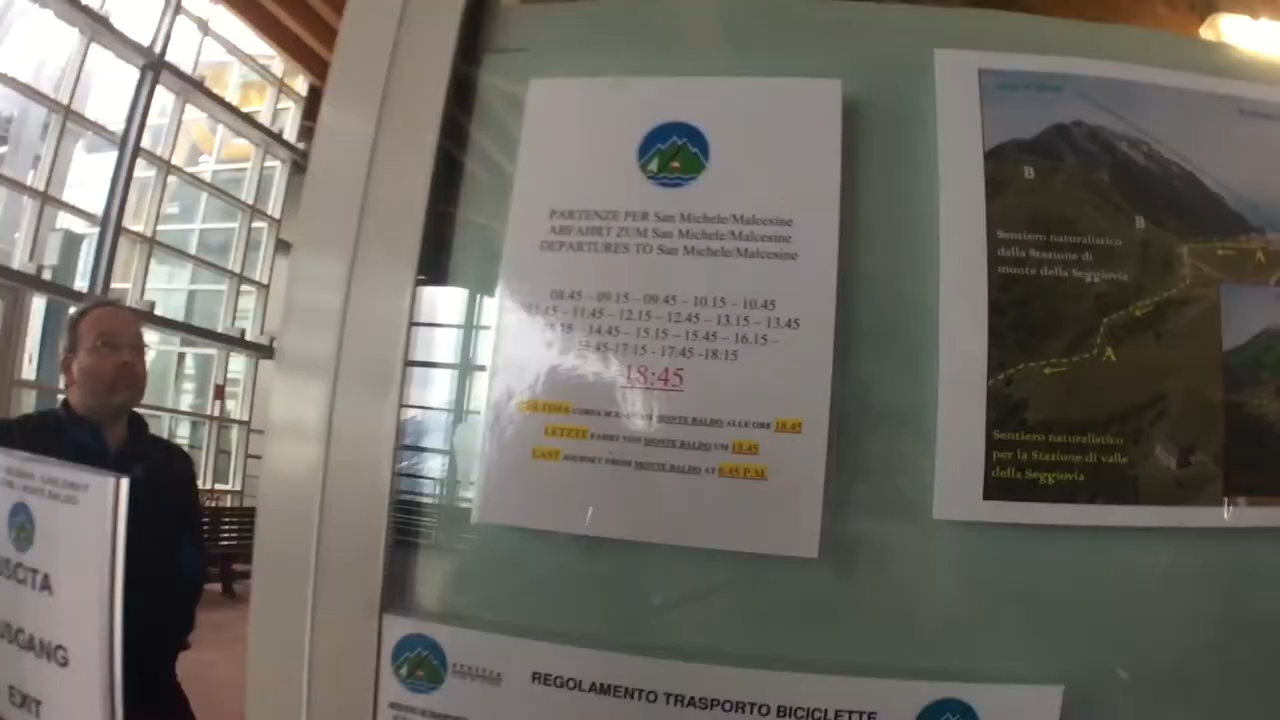 PARTENZE PER San Michele/Malcesine
ABFAHRT ZUM San Michele/Malcesine
DEPARTURES TO San Michele/Malcesine
08.45 – 09.15 – 09.45 – 10.15 – 10.45
11.45 – 12.15 – 12.45 – 13.15 – 13.45
14.45 – 15.15 – 15.45 – 16.15 –
17:15 - 17:45 -18:15
18:45
MONTE BALDO ALLE ORE 18.45
LETZTE FAHRT VON MONTE BALDO UM 18.45
LAST JOURNEY FROM MONTE BALDO AT 6.45 P.M.
B
B
A
A
Sentiero naturalistico
dalla Stazione di
monte della Seggiovia
Sentiero naturalistico
per la Stazione di valle
della Seggiovia
USCITA
AUSGANG
EXIT
REGOLAMENTO TRASPORTO BICICLETTE